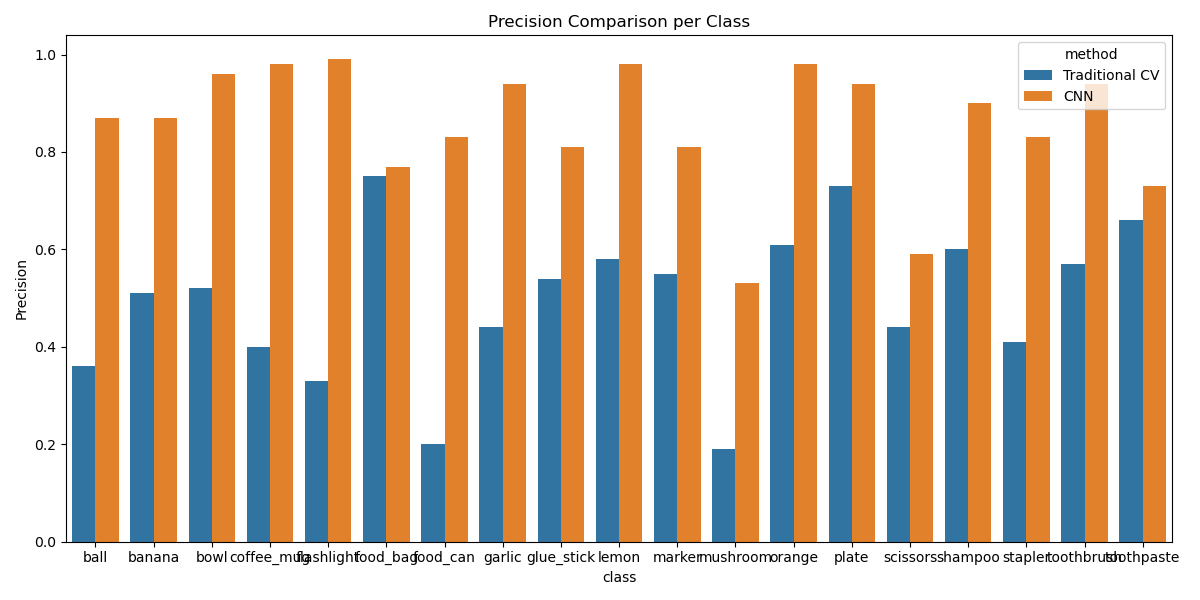 Precision Comparison per Class
method
Traditional CV
CNN
Precision
1.0
0.8
0.6
0.4
0.2
0.0
ball banana bowl coffee_mug flashlight food_bag food_can garlic glue_stick lemon marker mushroom orange plate scissors shampoo stapler toothbrush toothpaste
class